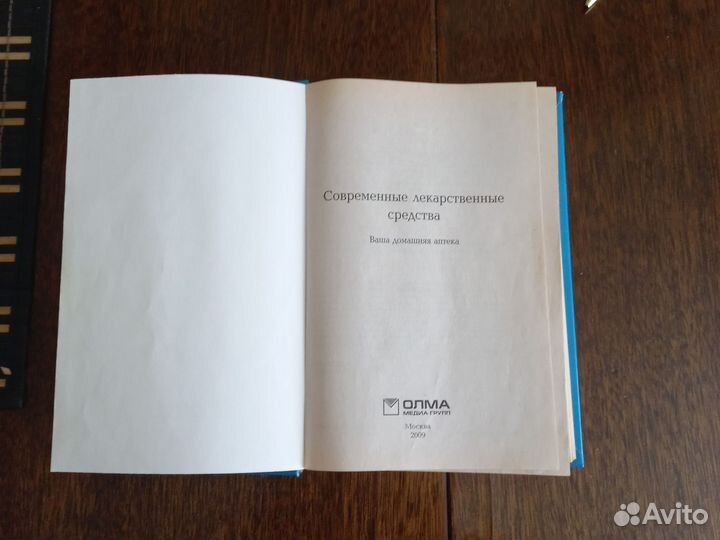 Современные лекарственные
средства
Ваша домашняя аптека
ОЛМА
МЕДИА ГРУПП
Москва
2009
Avito